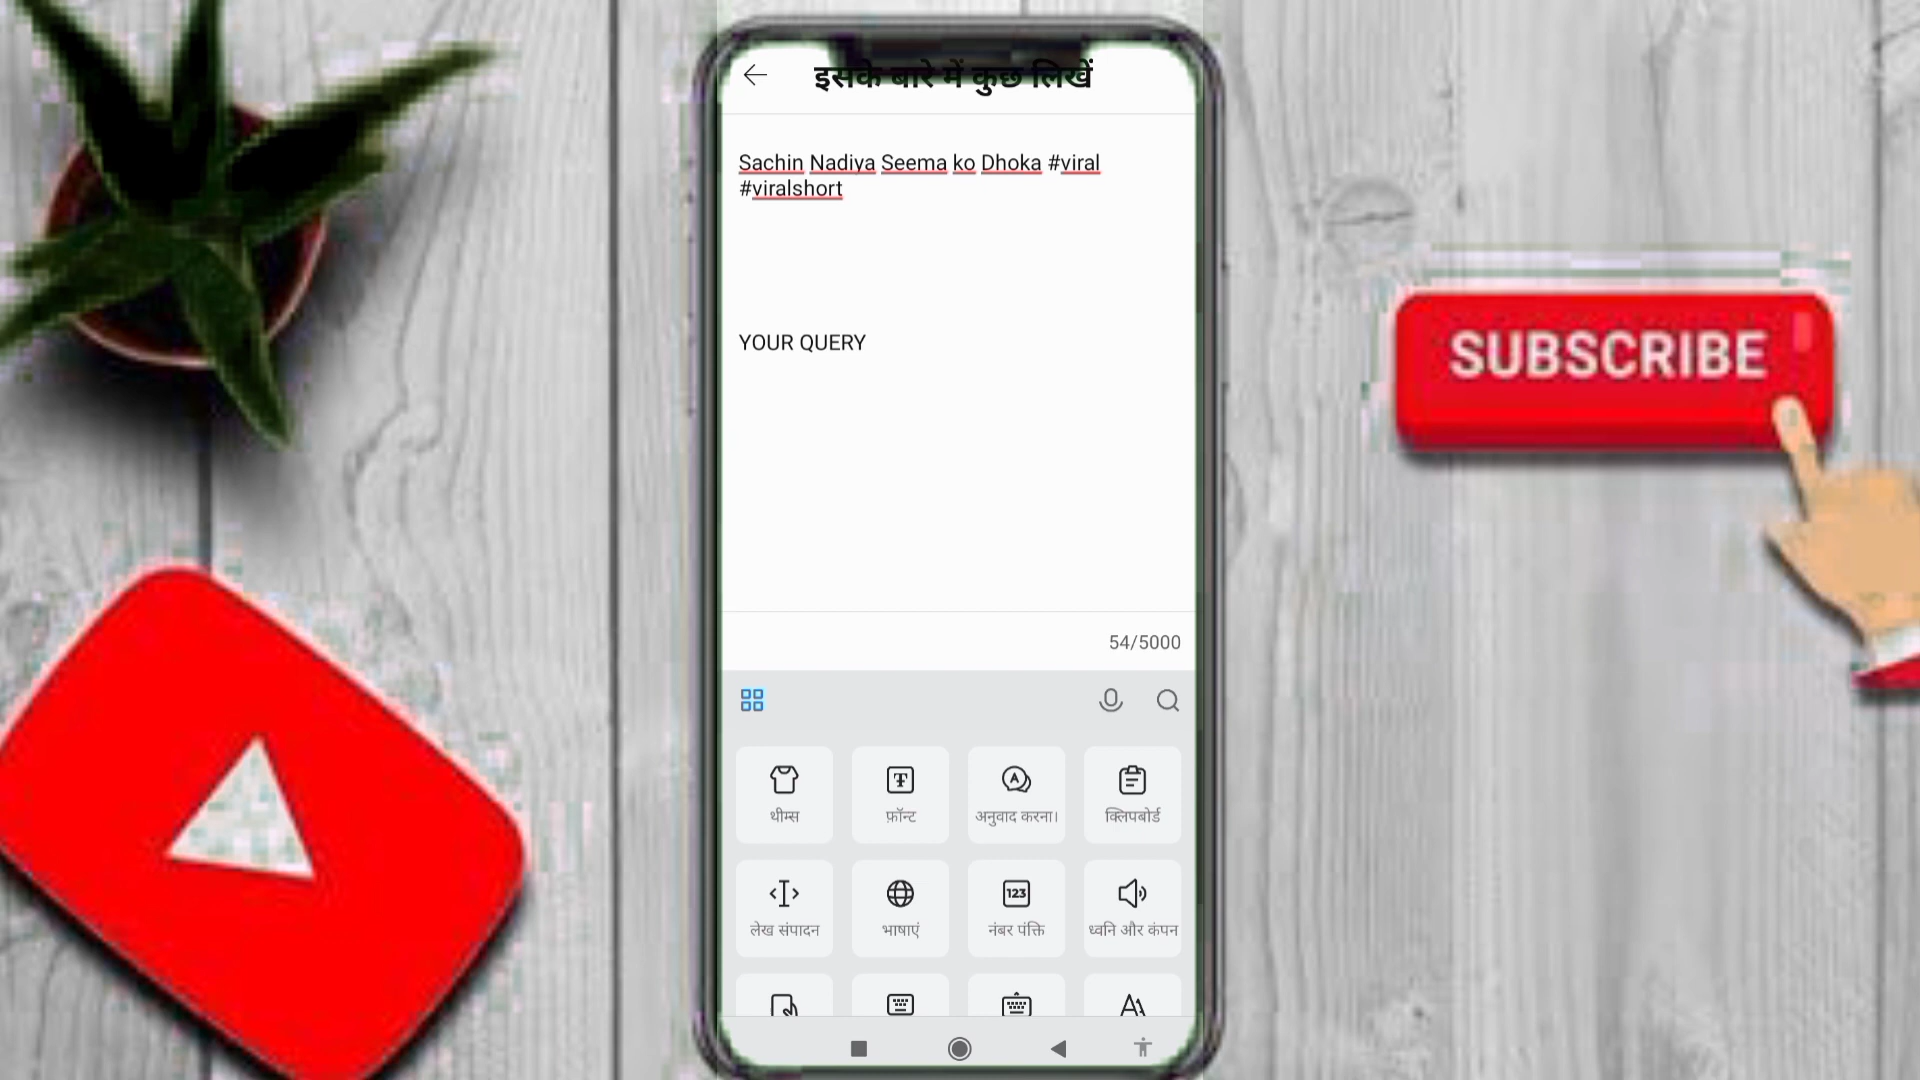 इसके बारे में कुछ लिखें
Sachin Nadiya Seema ko Dhoka #viral
#viralshort
YOUR QUERY
54/5000
थीम्स
फ़ॉन्ट
अनुवाद करना।
क्लिपबोर्ड
लेख संपादन
भाषाएं
123
नंबर पंक्ति
ध्वनि और कंपन
SUBSCRIBE